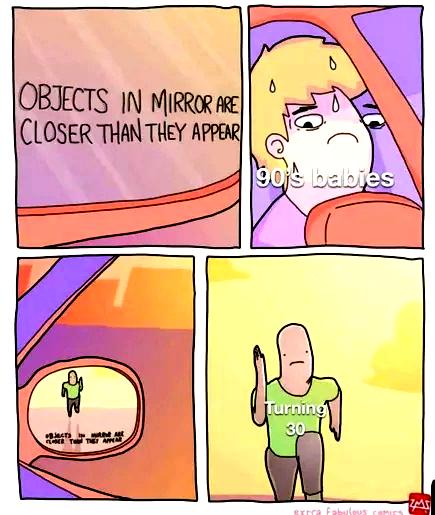 OBJECTS IN MIRROR ARE
CLOSER THAN THEY APPEAR
90's babies
OBJECTS IN MIRROR ARE
CLOSER THAN THEY APPEAR
Turning
30
extra fabulous comics